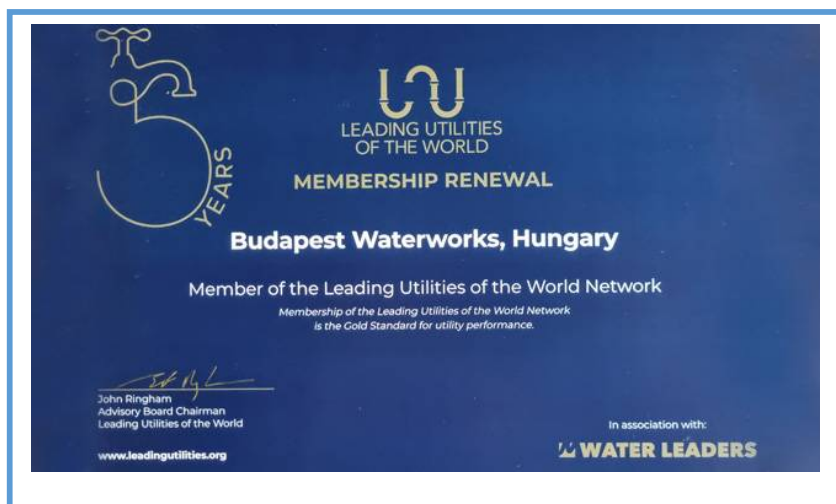 5 YEARS
LEADING UTILITIES
OF THE WORLD
MEMBERSHIP RENEWAL
Budapest Waterworks, Hungary
Member of the Leading Utilities of the World Network
Membership of the Leading Utilities of the World Network
is the Gold Standard for utility performance.
John Ringham
Advisory Board Chairman
Leading Utilities of the World
www.leadingutilities.org
In association with:
WATER LEADERS